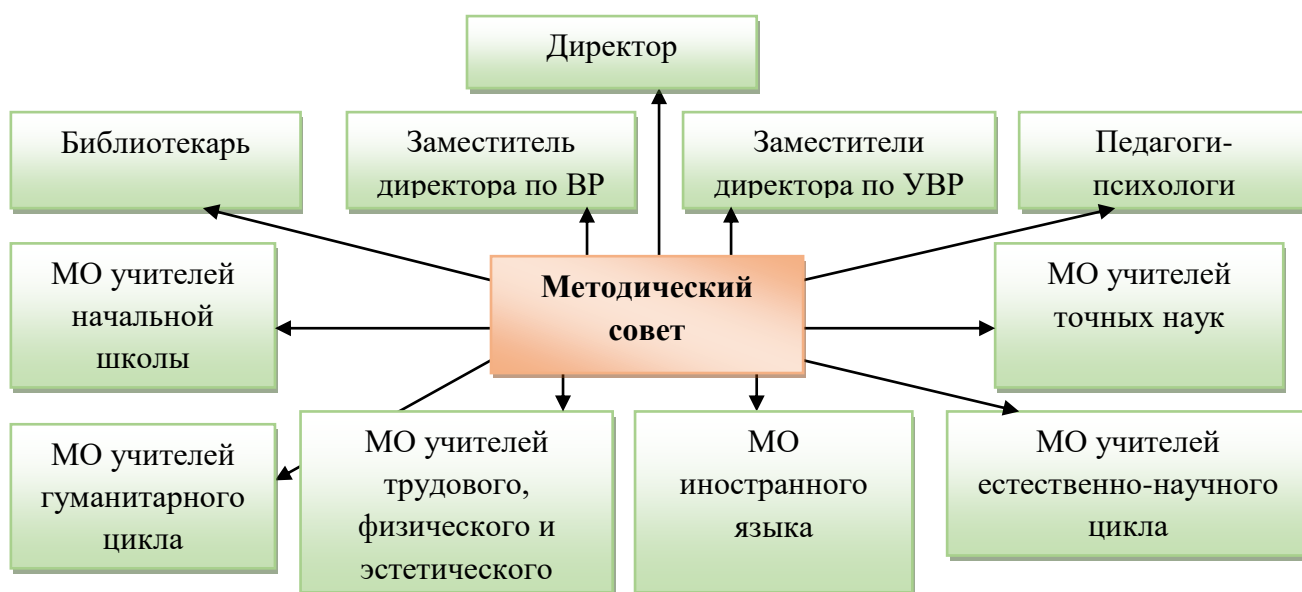 Директор
Библиотекарь
Заместитель
директора по ВР
Заместители
директора по УВР
Педагоги-
психологи
МО учителей
начальной
школы
Методический
совет
МО учителей
точных наук
МО учителей
гуманитарного
цикла
МО учителей
трудового,
физического и
эстетического
МО
иностранного
языка
МО учителей
естественно-научного
цикла